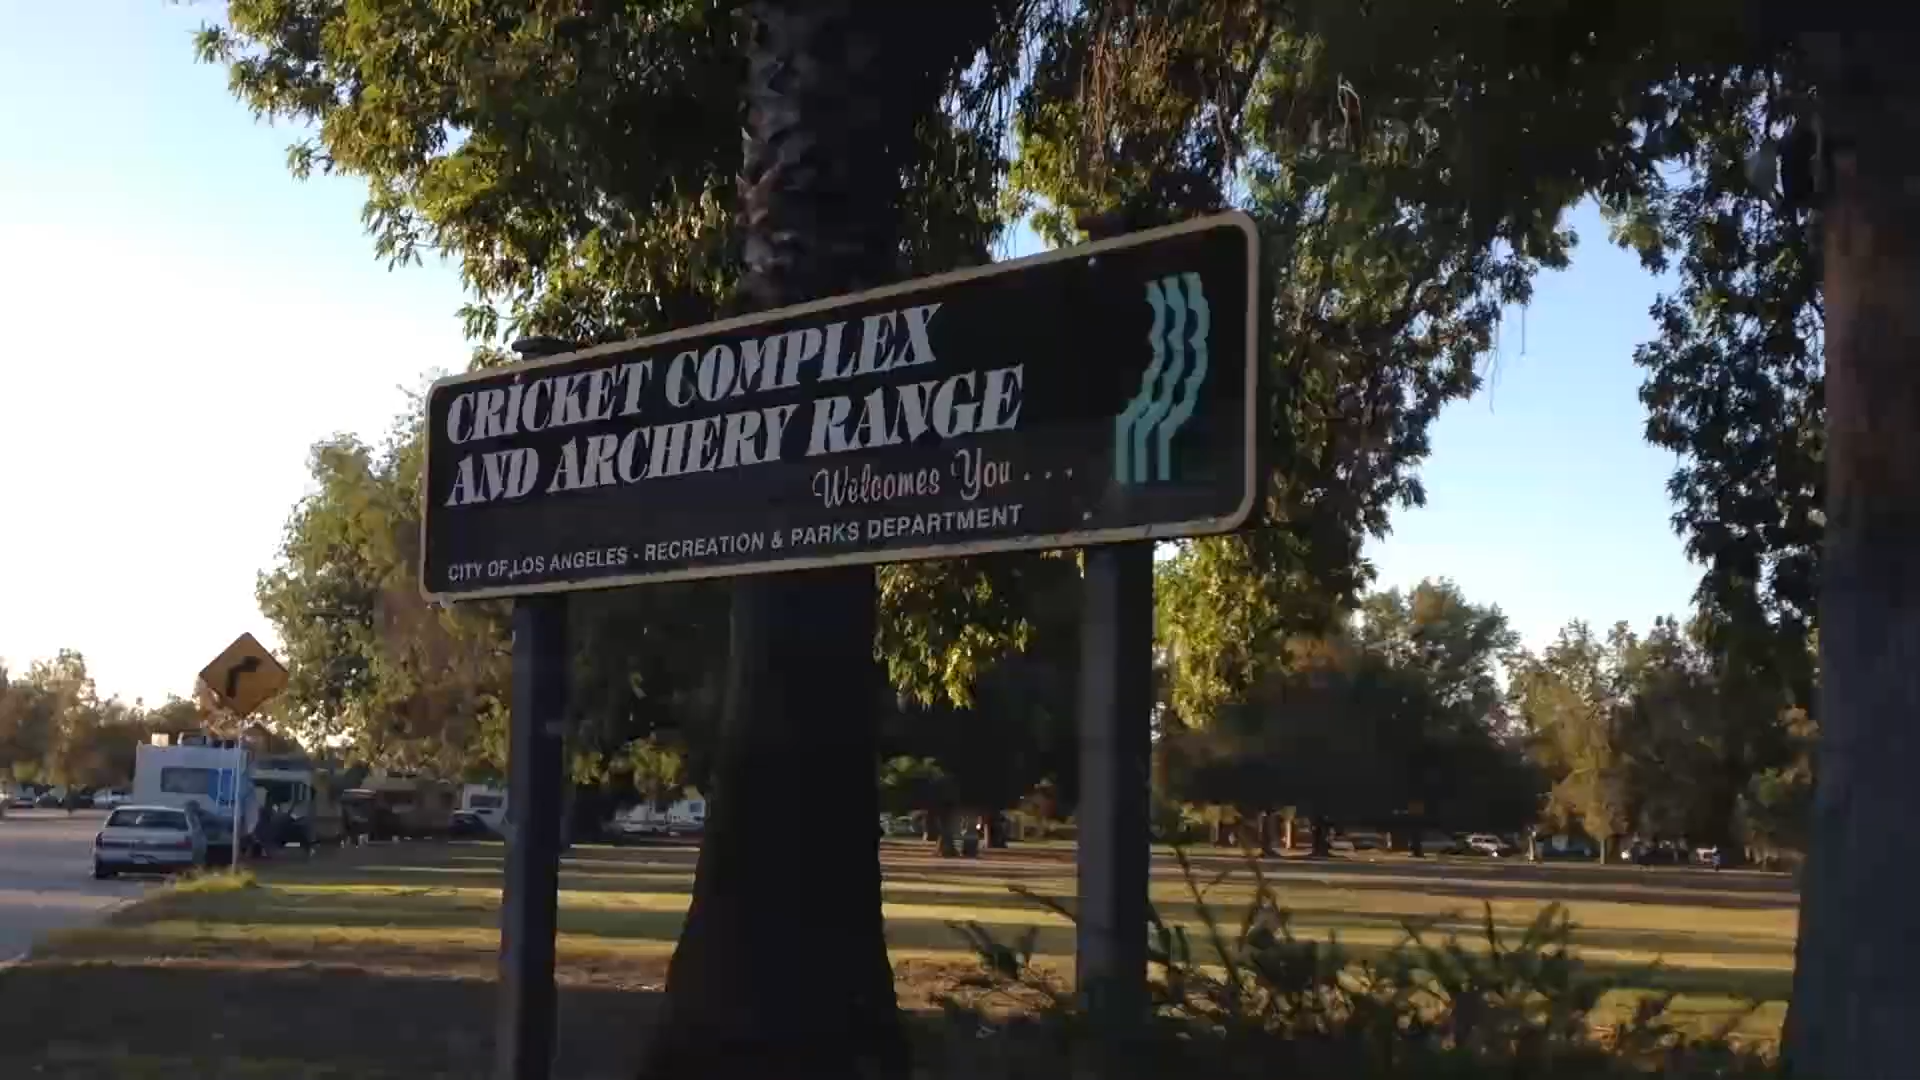 CRICKET COMPLEX
AND ARCHERY RANGE
Welcomes You . . .
CITY OF LOS ANGELES - RECREATION & PARKS DEPARTMENT